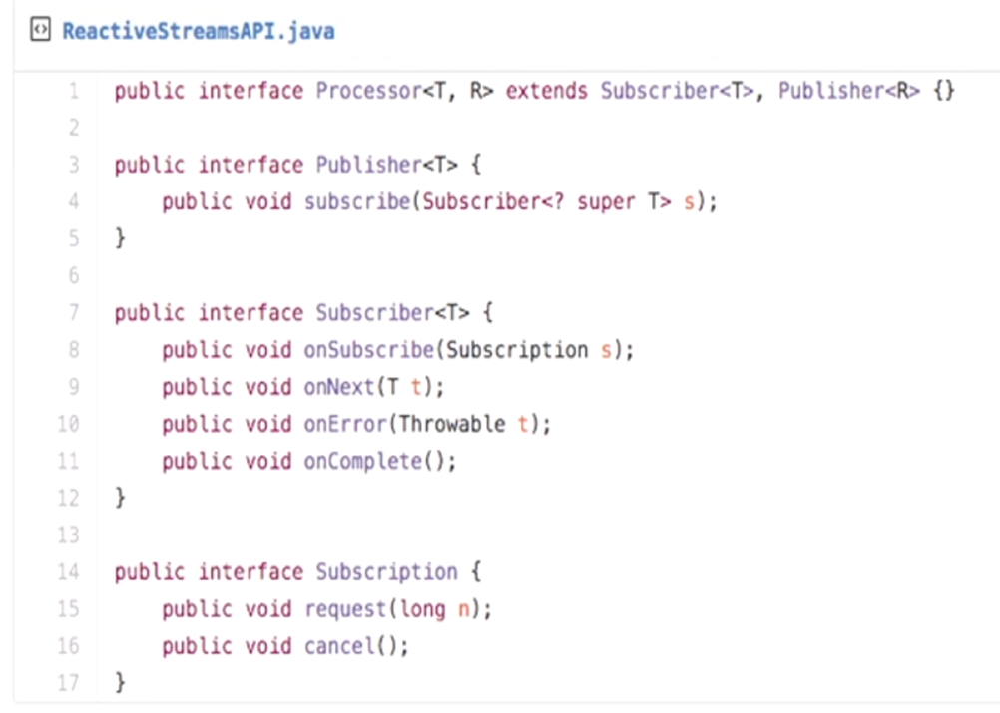 ReactiveStreamsAPI.java
1 public interface Processor<T, R> extends Subscriber<T>, Publisher<R> {}
2
3 public interface Publisher<T> {
4     public void subscribe(Subscriber<? super T> s);
5 }
6
7 public interface Subscriber<T> {
8     public void onSubscribe(Subscription s);
9     public void onNext(T t);
10     public void onError(Throwable t);
11     public void onComplete();
12 }
13
14 public interface Subscription {
15     public void request(long n);
16     public void cancel();
17 }